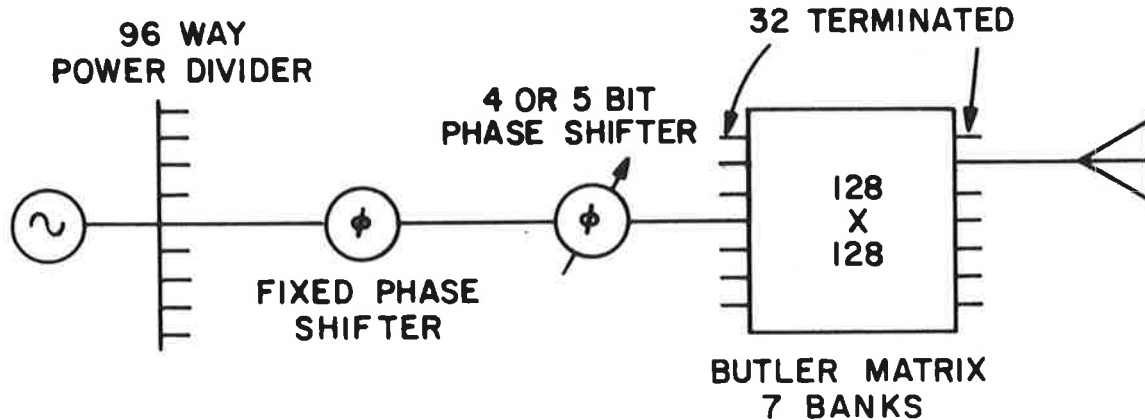 96 WAY
POWER DIVIDER
32 TERMINATED
4 OR 5 BIT
PHASE SHIFTER
ϕ
ϕ
128
X
128
FIXED PHASE
SHIFTER
BUTLER MATRIX
7 BANKS